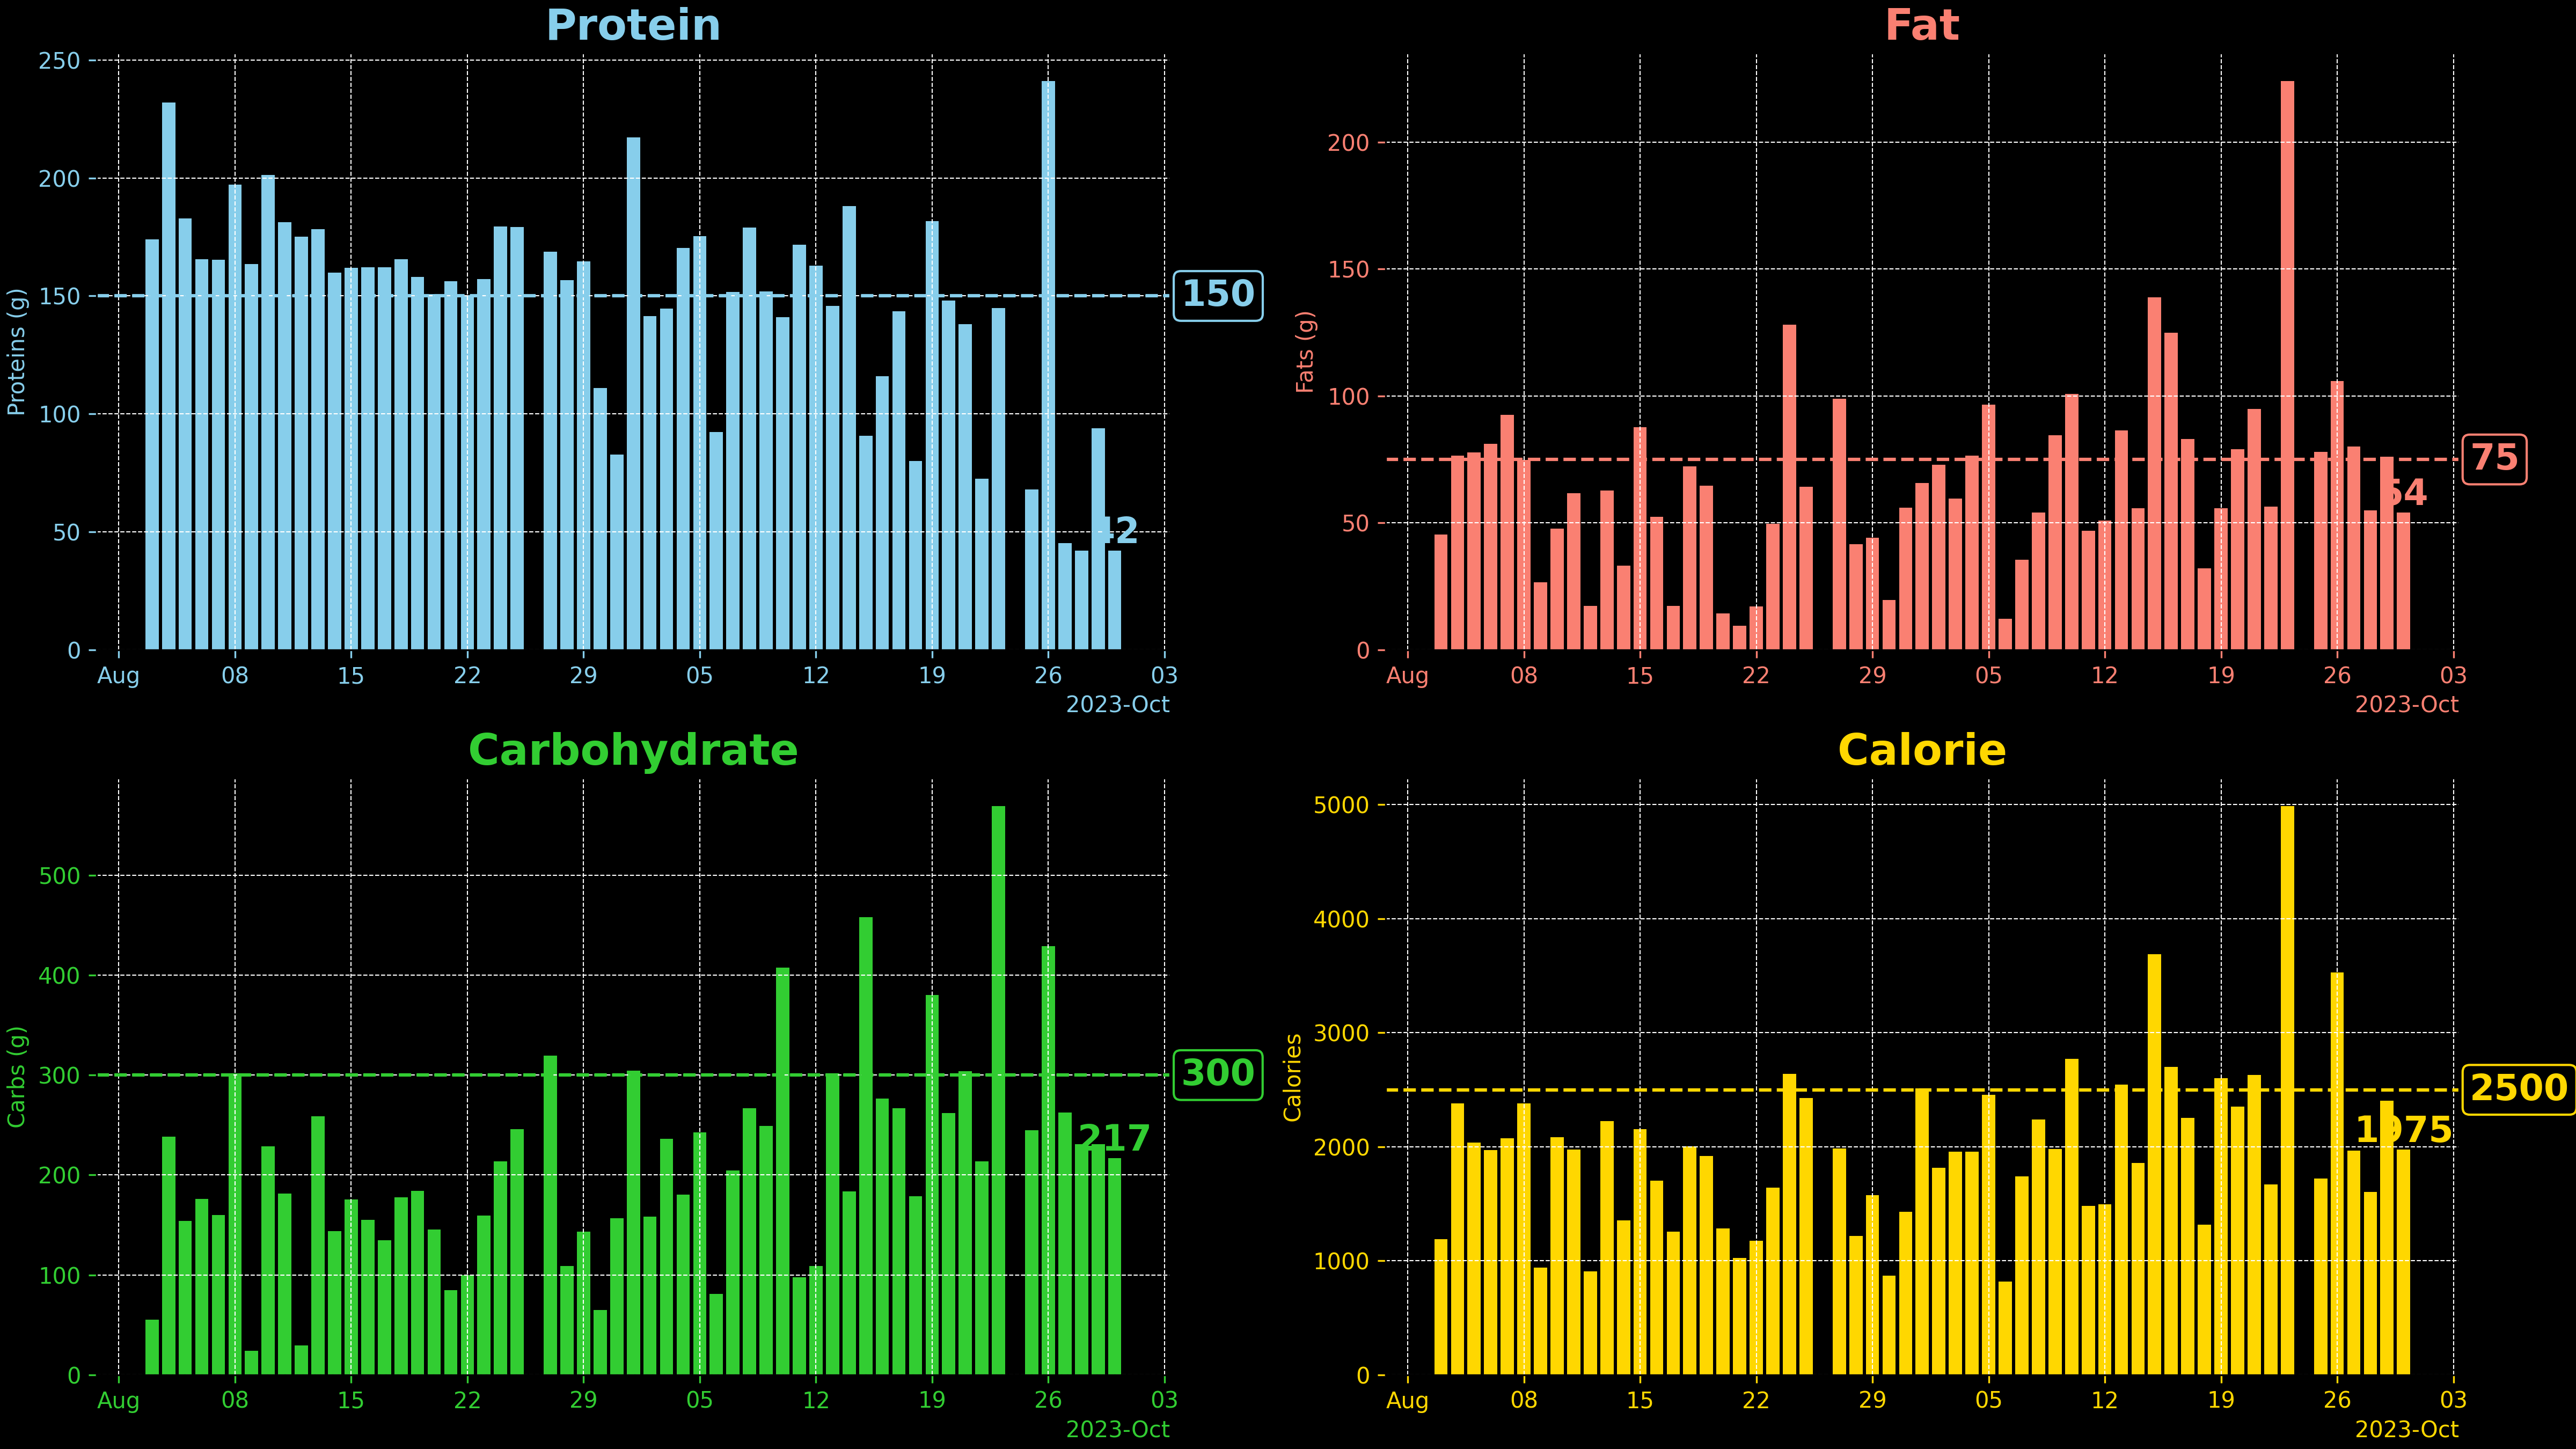 Protein
250
200
150
100
50
0
Proteins (g)
150
42
Aug 08 15 22 29 05 12 19 26 03
2023-Oct
Fat
200
150
100
50
0
Fats (g)
75
54
Aug 08 15 22 29 05 12 19 26 03
2023-Oct
Carbohydrate
500
400
300
200
100
0
Carbs (g)
300
217
Aug 08 15 22 29 05 12 19 26 03
2023-Oct
Calorie
5000
4000
3000
2000
1000
0
Calories
2500
1975
Aug 08 15 22 29 05 12 19 26 03
2023-Oct